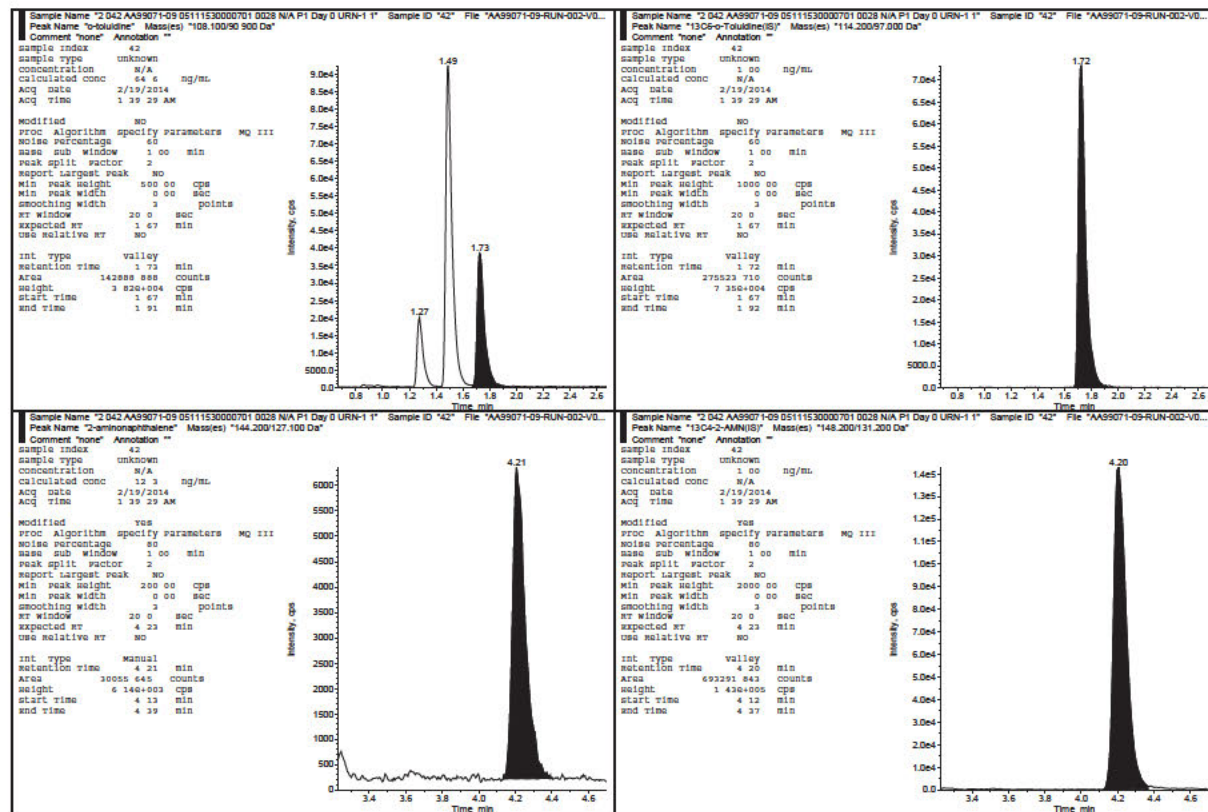 Sample Name "2 042 AA99071-09 05111530000701 0028 N/A P1 Day 0 URN-1 1" Sample ID "42" File "AA99071-09-RUN-002-V0...
Peak Name "o-toluidine" Mass(es) "108.100/90 900 Da"
Comment "none" Annotation ""
sample Index 42
sample Type unknown
concentration N/A
calculated conc 64 6 ng/mL
Acq Date 2/19/2014
Acq Time 1 39 29 AM
Modified NO
Proc Algorithm specify Parameters MQ III
Noise Percentage 60
Base sub window 1 00 min
Peak split Factor 2
Report Largest Peak NO
Min Peak Height 500 00 cps
Min Peak width 0 00 sec
smoothing width 3 points
RT window 20 0 sec
Expected RT 1 67 min
Use Relative RT NO
Int Type valley
Retention Time 1 73 min
Area 142888 888 counts
Height 3 82e+004 cps
start Time 1 67 min
End Time 1 91 min
1.49
1.73
1.27
9.0e4
8.5e4
8.0e4
7.5e4
7.0e4
6.5e4
6.0e4
5.5e4
5.0e4
4.5e4
4.0e4
3.5e4
3.0e4
2.5e4
2.0e4
1.5e4
1.0e4
5000.0
0.0
Intensity, cps
0.8 1.0 1.2 1.4 1.6 1.8 2.0 2.2 2.4 2.6
Time min
Sample Name "2 042 AA99071-09 05111530000701 0028 N/A P1 Day 0 URN-1 1" Sample ID "42" File "AA99071-09-RUN-002-V0...
Peak Name "13C6-o-Toluidine(IS)" Mass(es) "114.200/97.000 Da"
Comment "none" Annotation ""
sample Index 42
sample Type unknown
concentration 1 00 ng/mL
calculated conc N/A
Acq Date 2/19/2014
Acq Time 1 39 29 AM
Modified NO
Proc Algorithm specify Parameters MQ III
Noise Percentage 60
Base sub window 1 00 min
Peak split Factor 2
Report Largest Peak NO
Min Peak Height 1000 00 cps
Min Peak width 0 00 sec
smoothing width 3 points
RT window 20 0 sec
Expected RT 1 67 min
Use Relative RT NO
Int Type valley
Retention Time 1 72 min
Area 275523 710 counts
Height 7 35e+004 cps
start Time 1 67 min
End Time 1 92 min
1.72
7.0e4
6.5e4
6.0e4
5.5e4
5.0e4
4.5e4
4.0e4
3.5e4
3.0e4
2.5e4
2.0e4
1.5e4
1.0e4
5000.0
0.0
Intensity, cps
0.8 1.0 1.2 1.4 1.6 1.8 2.0 2.2 2.4 2.6
Time min
Sample Name "2 042 AA99071-09 05111530000701 0028 N/A P1 Day 0 URN-1 1" Sample ID "42" File "AA99071-09-RUN-002-V0...
Peak Name "2-aminonaphthalene" Mass(es) "144.200/127.100 Da"
Comment "none" Annotation ""
sample Index 42
sample Type unknown
concentration N/A
calculated conc 12 3 ng/mL
Acq Date 2/19/2014
Acq Time 1 39 29 AM
Modified Yes
Proc Algorithm specify Parameters MQ III
Noise Percentage 80
Base sub window 1 00 min
Peak split Factor 2
Report Largest Peak NO
Min Peak Height 200 00 cps
Min Peak width 0 00 sec
smoothing width 3 points
RT window 20 0 sec
Expected RT 4 23 min
Use Relative RT NO
Int Type Manual
Retention Time 4 21 min
Area 30055 645 counts
Height 6 14e+003 cps
start Time 4 13 min
End Time 4 39 min
4.21
6000
5500
5000
4500
4000
3500
3000
2500
2000
1500
1000
500
0
Intensity, cps
3.4 3.6 3.8 4.0 4.2 4.4 4.6
Time min
Sample Name "2 042 AA99071-09 05111530000701 0028 N/A P1 Day 0 URN-1 1" Sample ID "42" File "AA99071-09-RUN-002-V0...
Peak Name "13C4-2-AMN(IS)" Mass(es) "148.200/131.200 Da"
Comment "none" Annotation ""
sample Index 42
sample Type unknown
concentration 1 00 ng/mL
calculated conc N/A
Acq Date 2/19/2014
Acq Time 1 39 29 AM
Modified Yes
Proc Algorithm specify Parameters MQ III
Noise Percentage 80
Base sub window 1 00 min
Peak split Factor 2
Report Largest Peak NO
Min Peak Height 2000 00 cps
Min Peak width 0 00 sec
smoothing width 3 points
RT window 20 0 sec
Expected RT 4 23 min
Use Relative RT NO
Int Type valley
Retention Time 4 20 min
Area 693291 843 counts
Height 1 43e+005 cps
start Time 4 12 min
End Time 4 37 min
4.20
1.4e5
1.3e5
1.2e5
1.1e5
1.0e5
9.0e4
8.0e4
7.0e4
6.0e4
5.0e4
4.0e4
3.0e4
2.0e4
1.0e4
0.0
Intensity, cps
3.4 3.6 3.8 4.0 4.2 4.4 4.6
Time min